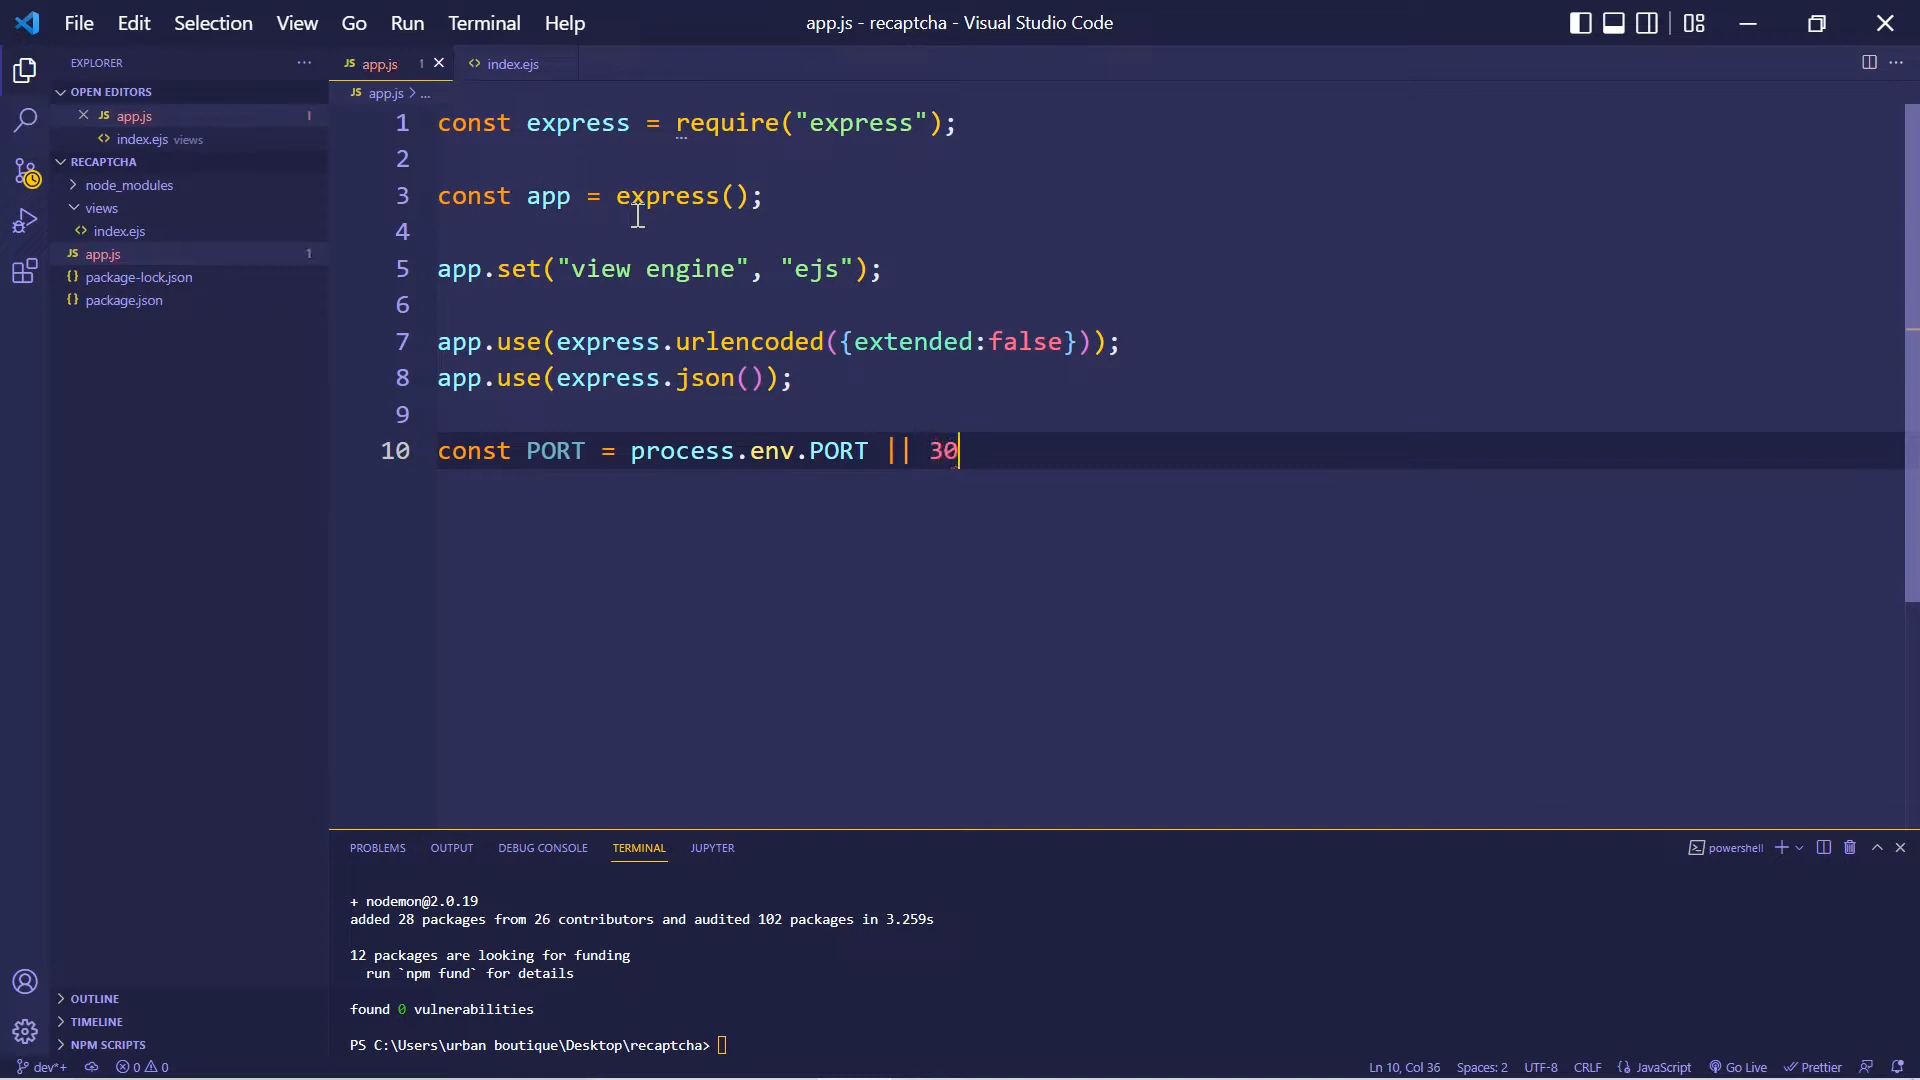 File Edit Selection View Go Run Terminal Help
app.js - recaptcha - Visual Studio Code
EXPLORER
OPEN EDITORS
app.js 1
index.ejs views
RECAPTCHA
node_modules
views
index.ejs
JS app.js 1
package-lock.json
package.json
OUTLINE
TIMELINE
NPM SCRIPTS
JS app.js 1
index.ejs
JS app.js > ...
1 const express = require("express");
2
3 const app = express();
4
5 app.set("view engine", "ejs");
6
7 app.use(express.urlencoded({extended:false}));
8 app.use(express.json());
9
10 const PORT = process.env.PORT || 30
PROBLEMS OUTPUT DEBUG CONSOLE TERMINAL JUPYTER
powershell
+ nodemon@2.0.19
added 28 packages from 26 contributors and audited 102 packages in 3.259s
12 packages are looking for funding
run `npm fund` for details
found 0 vulnerabilities
PS C:\Users\urban boutique\Desktop\recaptcha>
dev*+ 0 0
Ln 10, Col 36 Spaces: 2 UTF-8 CRLF {} JavaScript Go Live Prettier